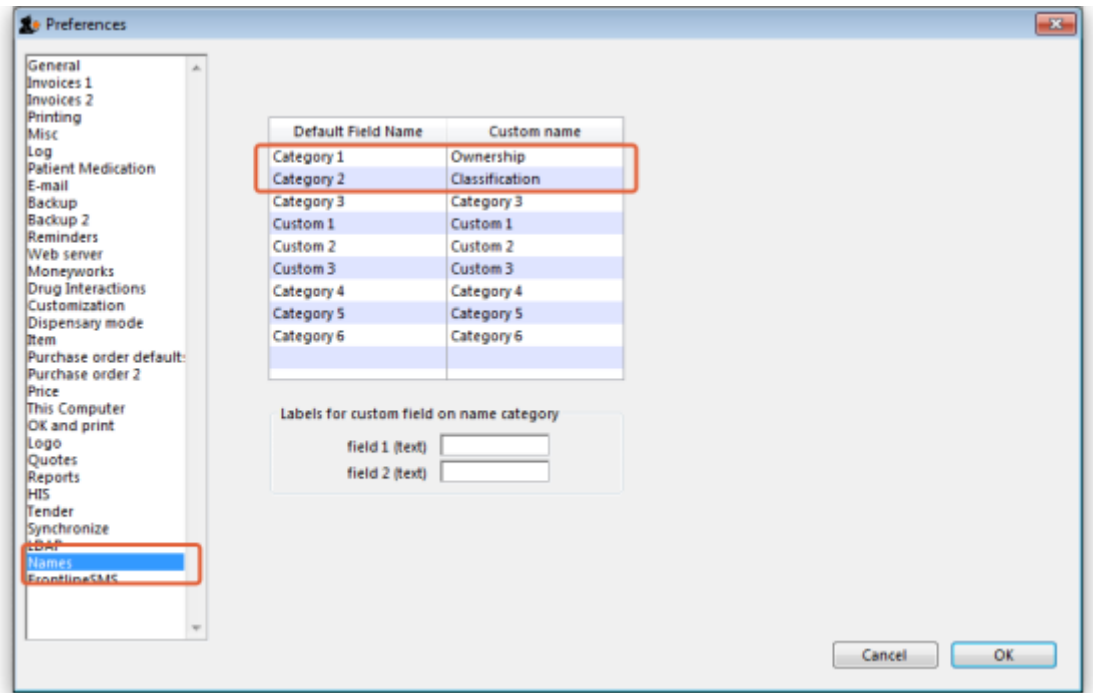 Preferences
General
Invoices 1
Invoices 2
Printing
Misc
Log
Patient Medication
E-mail
Backup
Backup 2
Reminders
Web server
Moneyworks
Drug Interactions
Customization
Dispensary mode
Item
Purchase order default:
Purchase order 2
Price
This Computer
OK and print
Logo
Quotes
Reports
HIS
Tender
Synchronize
LDAP
Names
FrontlineSMS
Default Field Name Custom name
Category 1 Ownership
Category 2 Classification
Category 3 Category 3
Custom 1 Custom 1
Custom 2 Custom 2
Custom 3 Custom 3
Category 4 Category 4
Category 5 Category 5
Category 6 Category 6
Labels for custom field on name category
field 1 (text)
field 2 (text)
Cancel OK